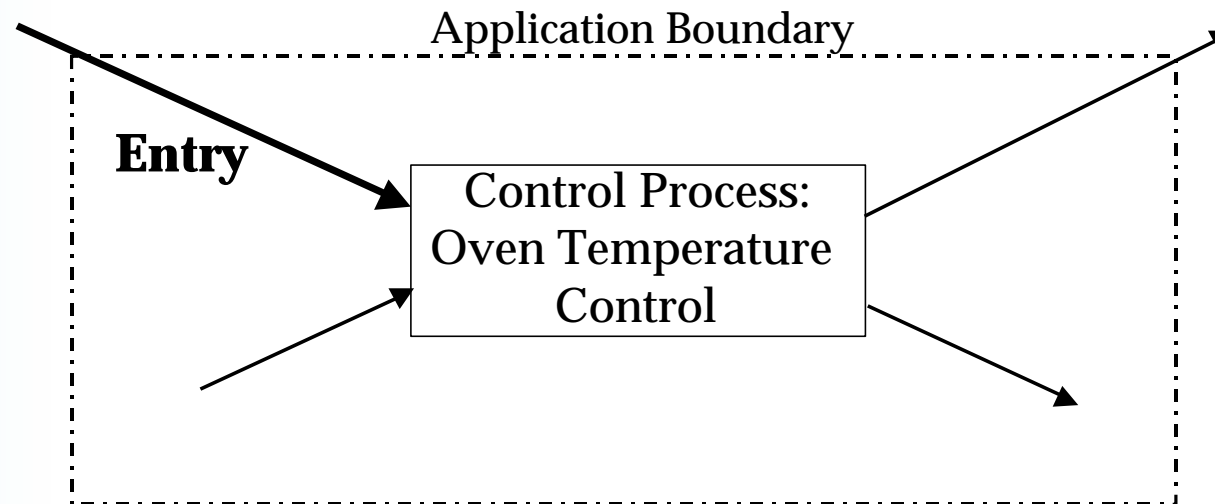 Application Boundary
Entry
Control Process:
Oven Temperature
Control